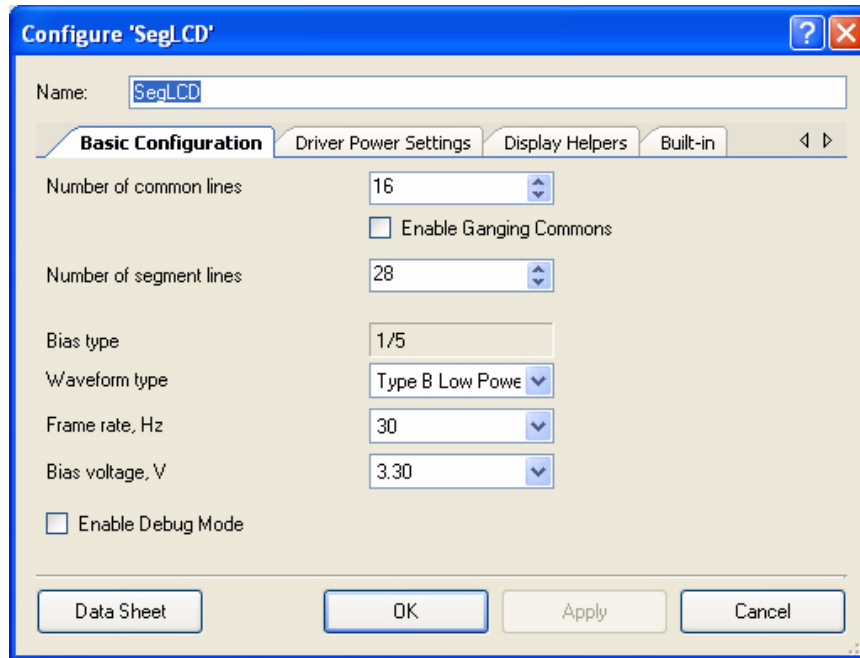 Configure 'SegLCD'
Name: SegLCD
Basic Configuration Driver Power Settings Display Helpers Built-in
Number of common lines 16
Enable Ganging Commons
Number of segment lines 28
Bias type 1/5
Waveform type Type B Low Powe
Frame rate, Hz 30
Bias voltage, V 3.30
Enable Debug Mode
Data Sheet OK Apply Cancel